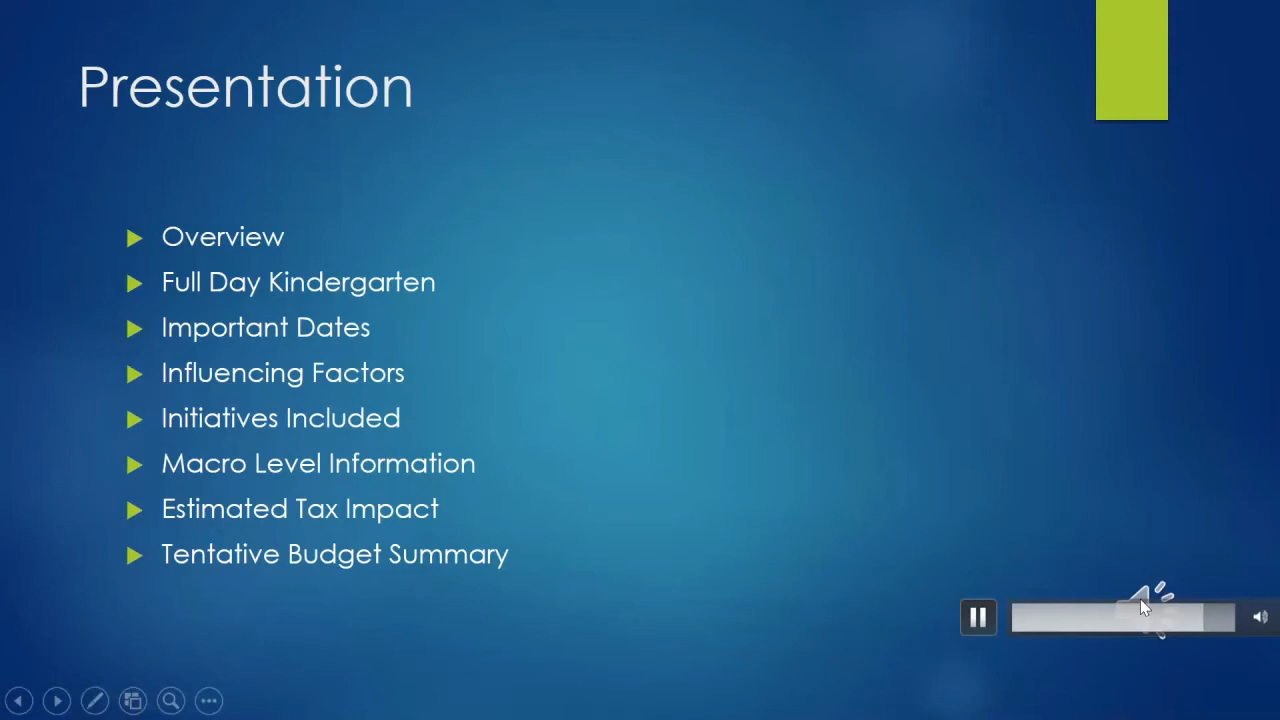 Presentation
Overview
Full Day Kindergarten
Important Dates
Influencing Factors
Initiatives Included
Macro Level Information
Estimated Tax Impact
Tentative Budget Summary